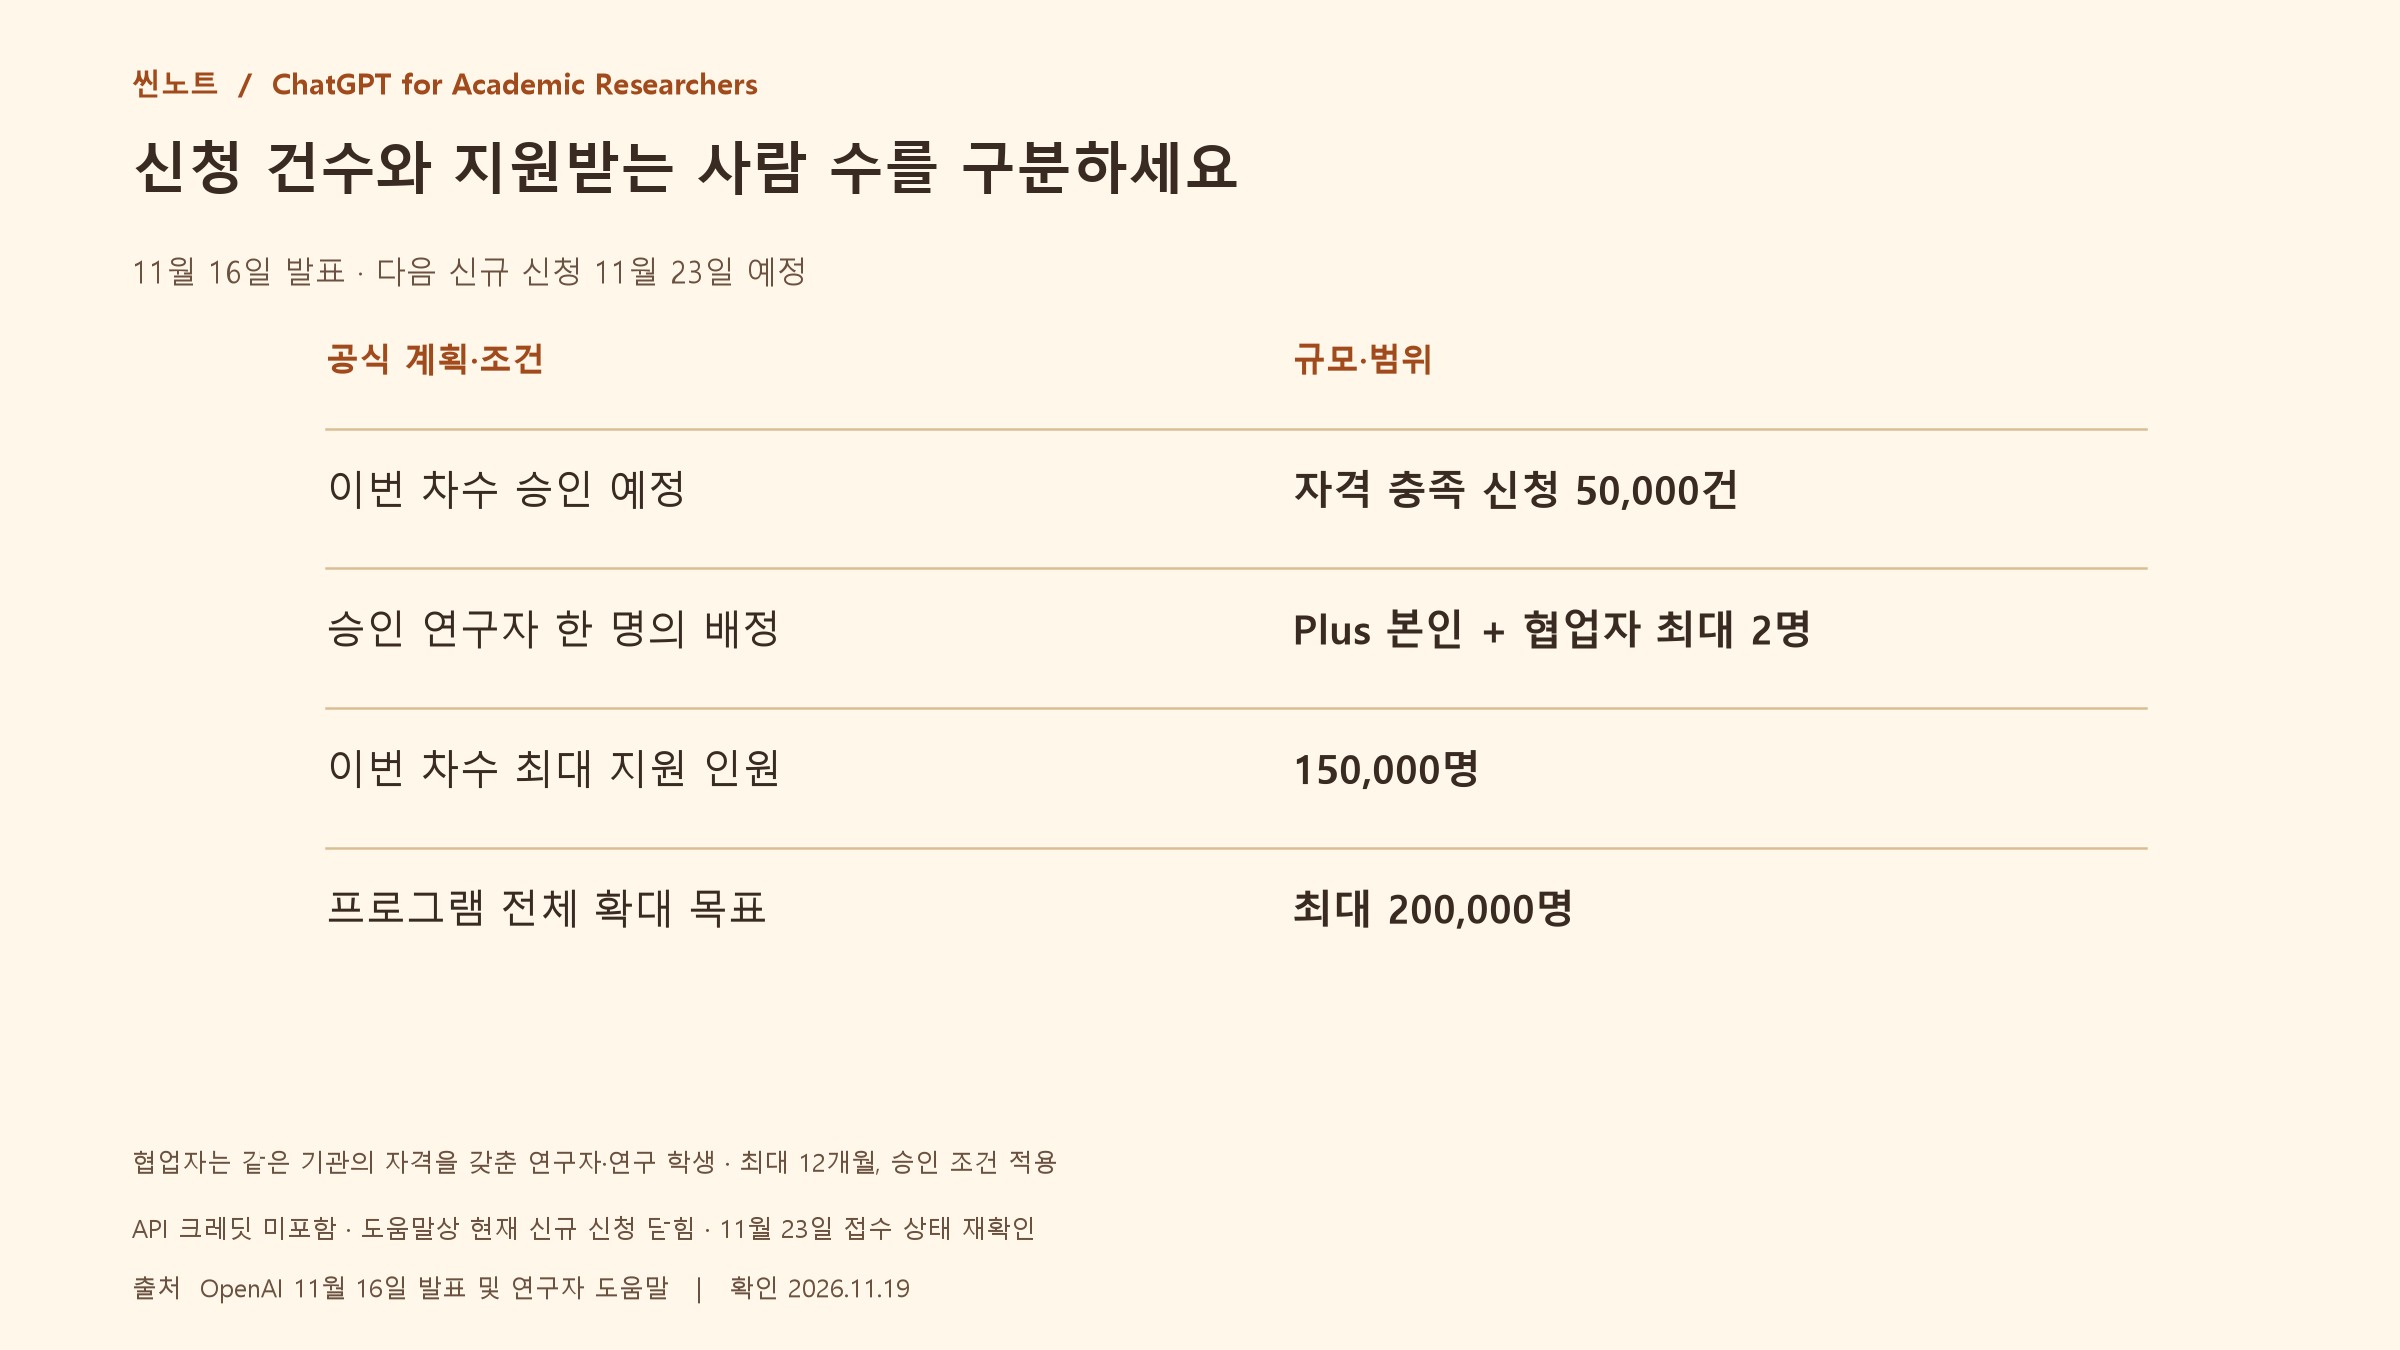 씬노트 / ChatGPT for Academic Researchers
신청 건수와 지원받는 사람 수를 구분하세요
11월 16일 발표 · 다음 신규 신청 11월 23일 예정
공식 계획·조건 규모·범위
이번 차수 승인 예정 자격 충족 신청 50,000건
승인 연구자 한 명의 배정 Plus 본인 + 협업자 최대 2명
이번 차수 최대 지원 인원 150,000명
프로그램 전체 확대 목표 최대 200,000명
협업자는 같은 기관의 자격을 갖춘 연구자·연구 학생 · 최대 12개월, 승인 조건 적용
API 크레딧 미포함 · 도움말상 현재 신규 신청 닫힘 · 11월 23일 접수 상태 재확인
출처 OpenAI 11월 16일 발표 및 연구자 도움말 | 확인 2026.11.19